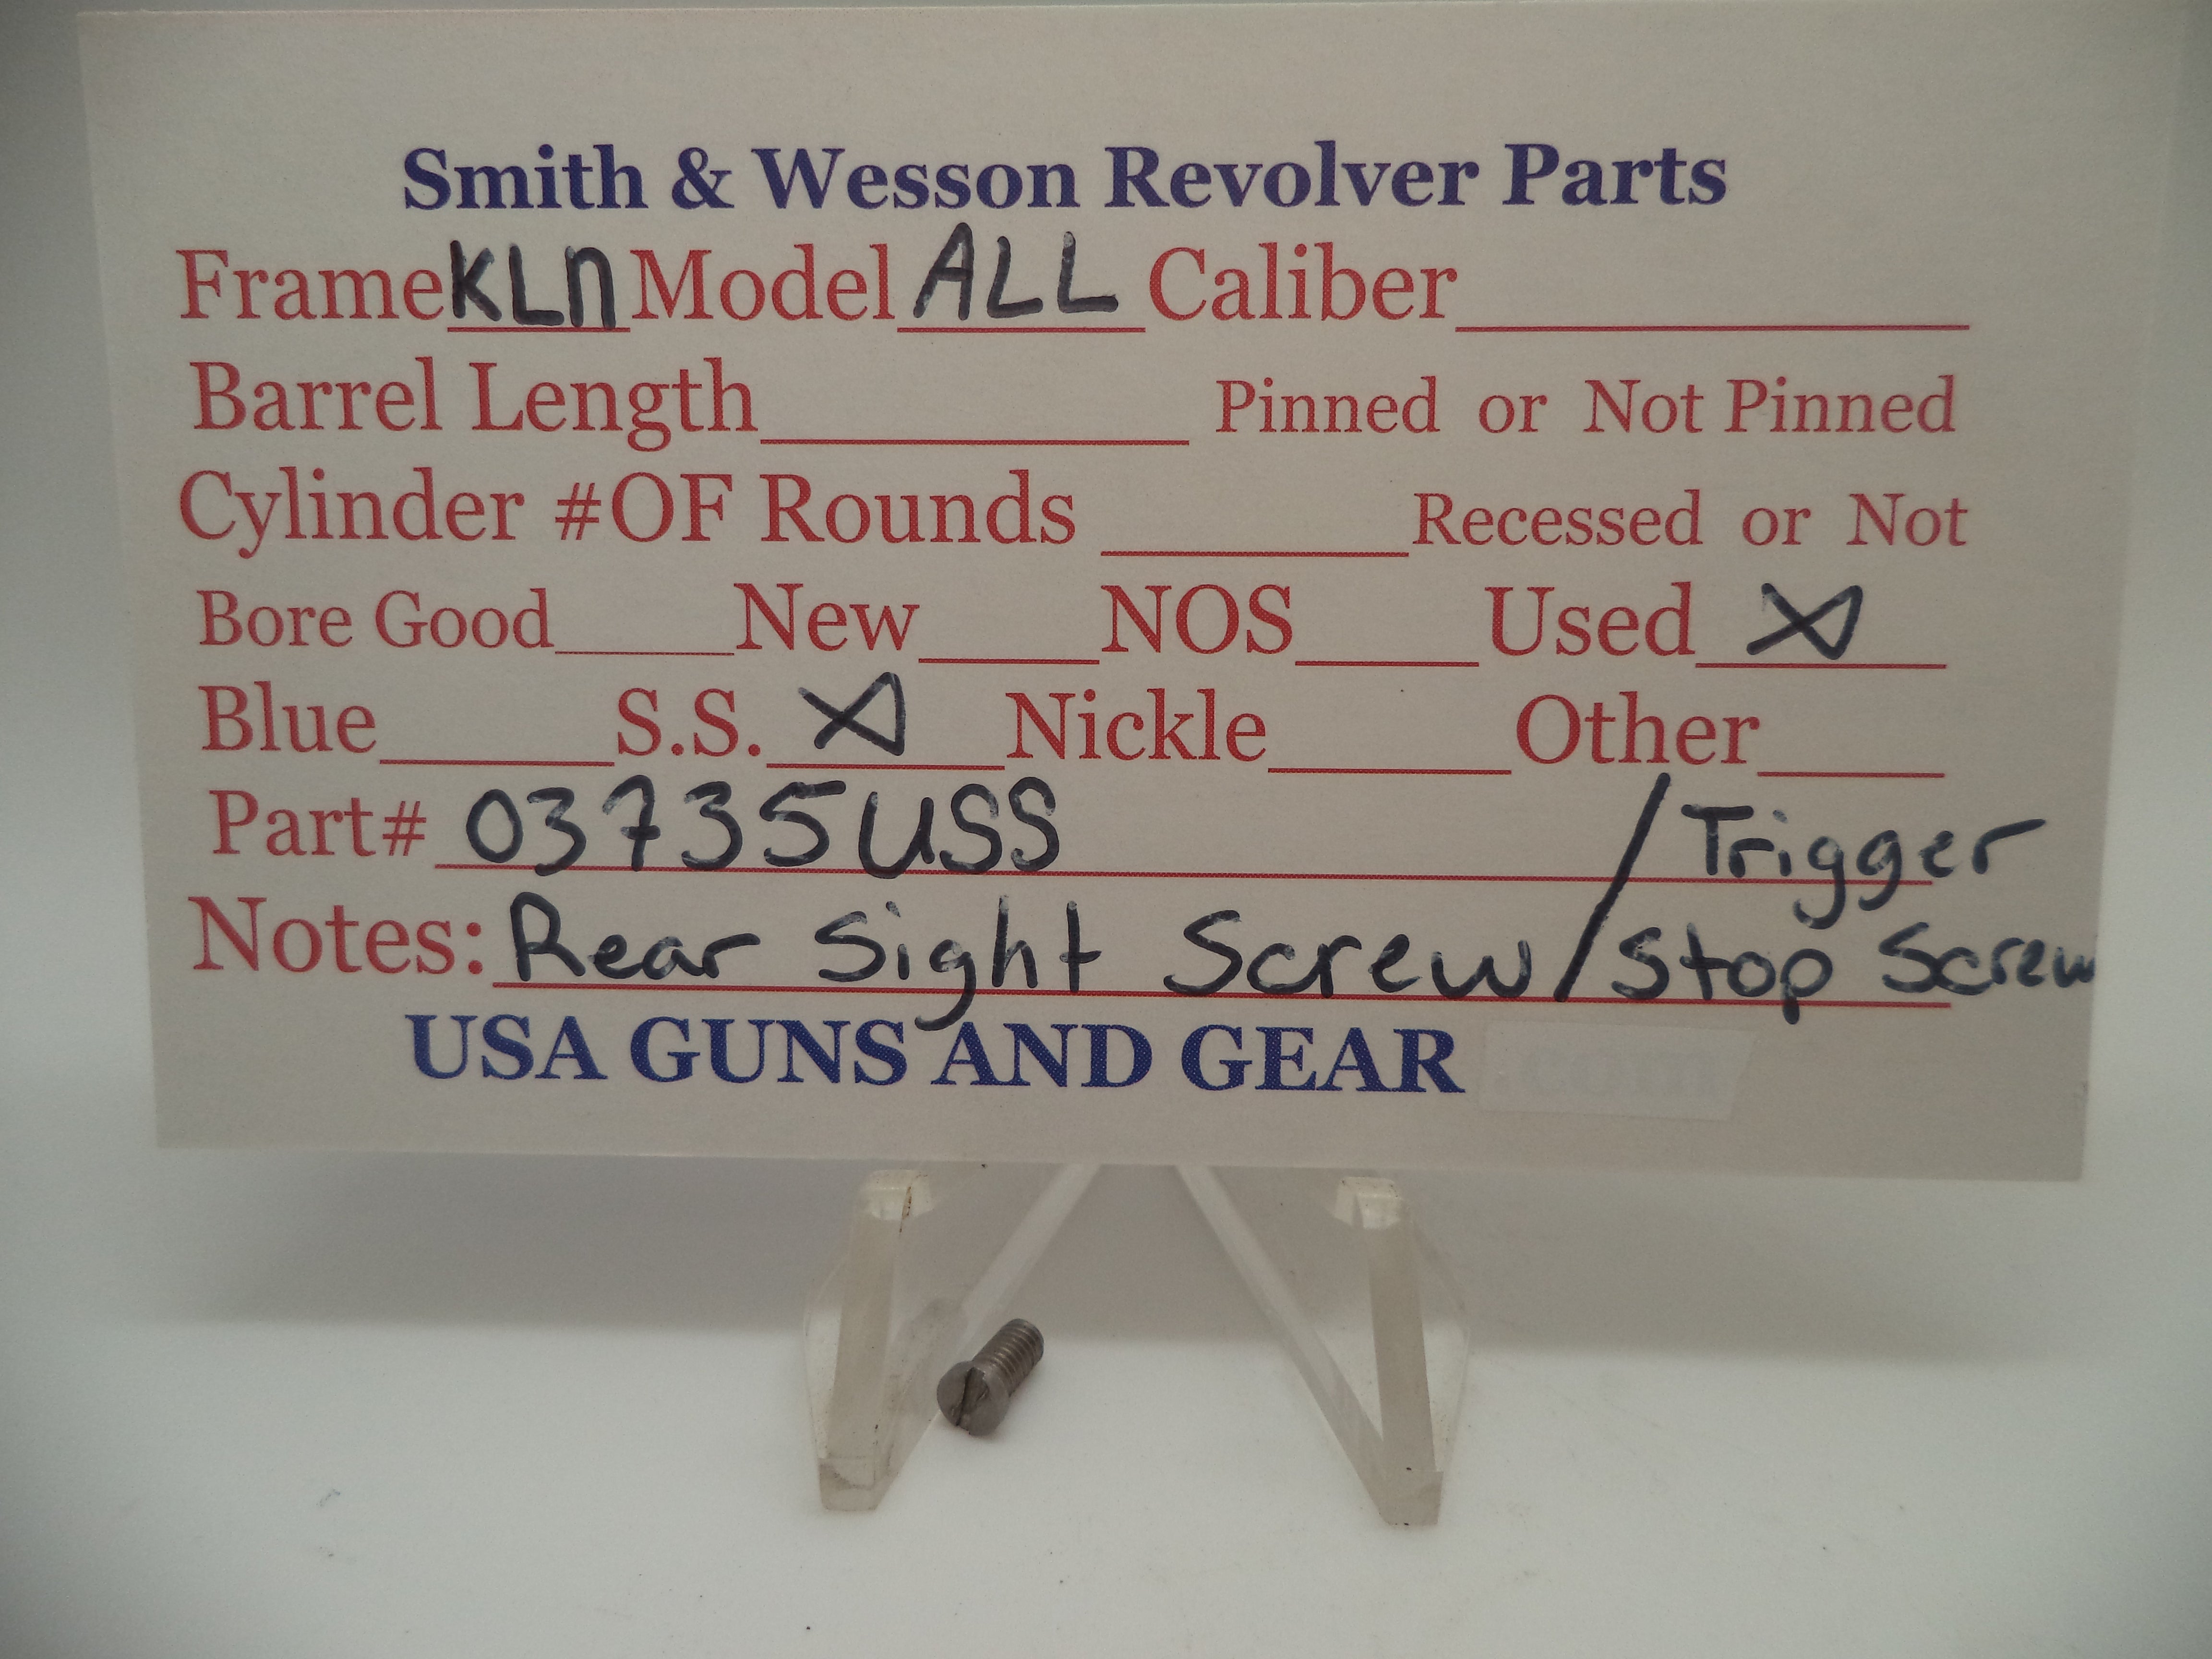 Smith & Wesson Revolver Parts
Frame KLN Model ALL Caliber
Barrel Length Pinned or Not Pinned
Cylinder #OF Rounds Recessed or Not
Bore Good New NOS Used X
Blue S.S. X Nickle Other
Part# 03735USS
Notes: Rear Sight Screw / Trigger Stop Screw
USA GUNS AND GEAR .com